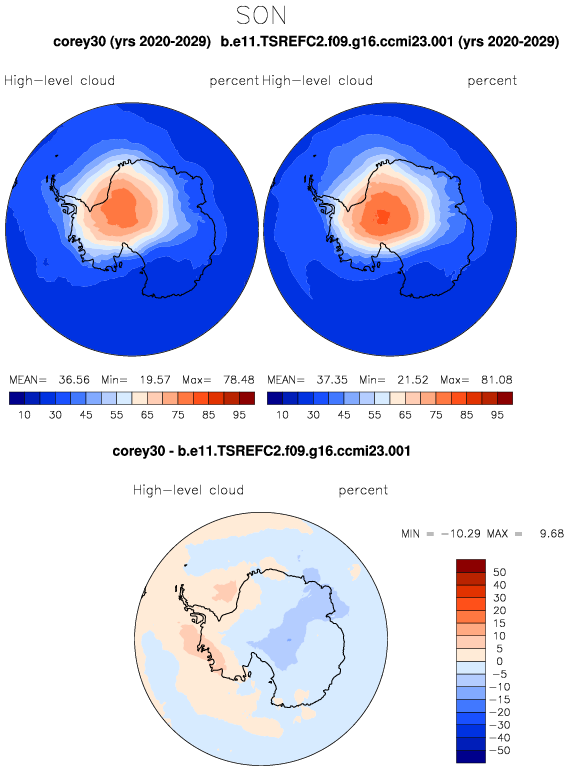 SON
corey30 (yrs 2020-2029) b.e11.TSREFC2.f09.g16.ccmi23.001 (yrs 2020-2029)
High-level cloud percent High-level cloud percent
MEAN= 36.56 Min= 19.57 Max= 78.48 MEAN= 37.35 Min= 21.52 Max= 81.08
10 30 45 55 65 75 85 95 10 30 45 55 65 75 85 95
corey30 - b.e11.TSREFC2.f09.g16.ccmi23.001
High-level cloud percent
MIN = -10.29 MAX = 9.68
50
40
30
20
15
10
5
0
-5
-10
-15
-20
-30
-40
-50